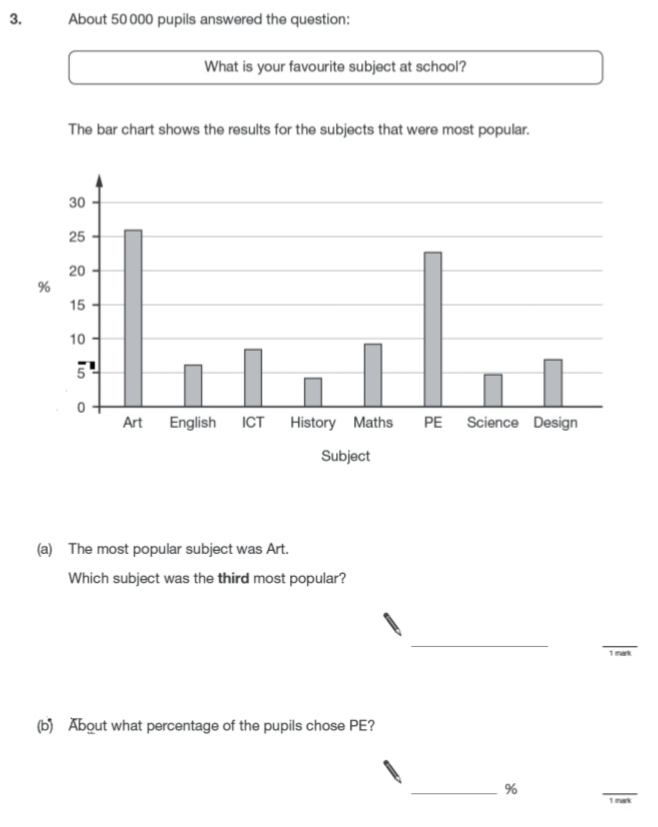 3. About 50 000 pupils answered the question:
What is your favourite subject at school?
The bar chart shows the results for the subjects that were most popular.
30
25
20
%
15
10
5
0
Art English ICT History Maths PE Science Design
Subject
(a) The most popular subject was Art.
Which subject was the third most popular?
1 mark
(b) About what percentage of the pupils chose PE?
%
1 mark